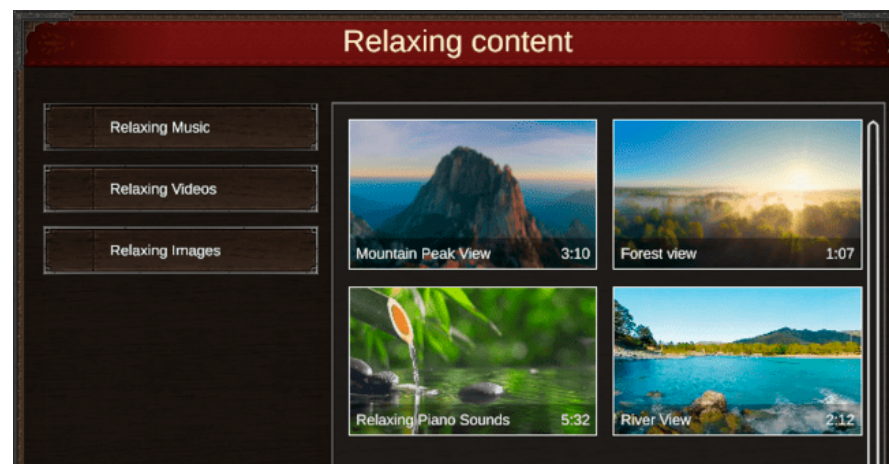 Relaxing content
Relaxing Music
Relaxing Videos
Relaxing Images
Mountain Peak View 3:10
Forest view 1:07
Relaxing Piano Sounds 5:32
River View 2:12